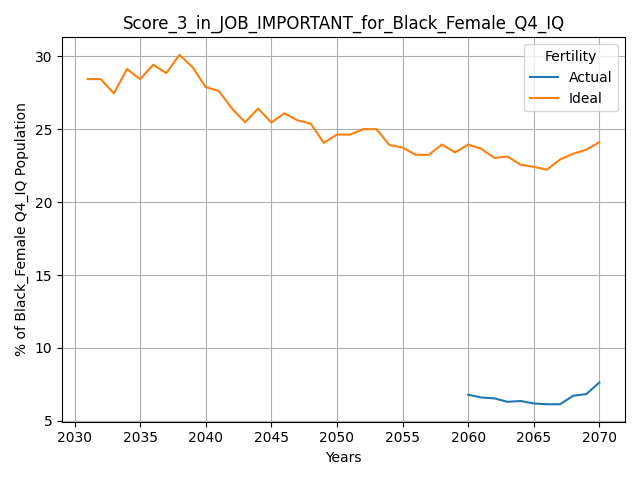 Score_3_in_JOB_IMPORTANT_for_Black_Female_Q4_IQ
Fertility
Actual
Ideal
% of Black_Female Q4_IQ Population
30
25
20
15
10
5
2030 2035 2040 2045 2050 2055 2060 2065 2070
Years